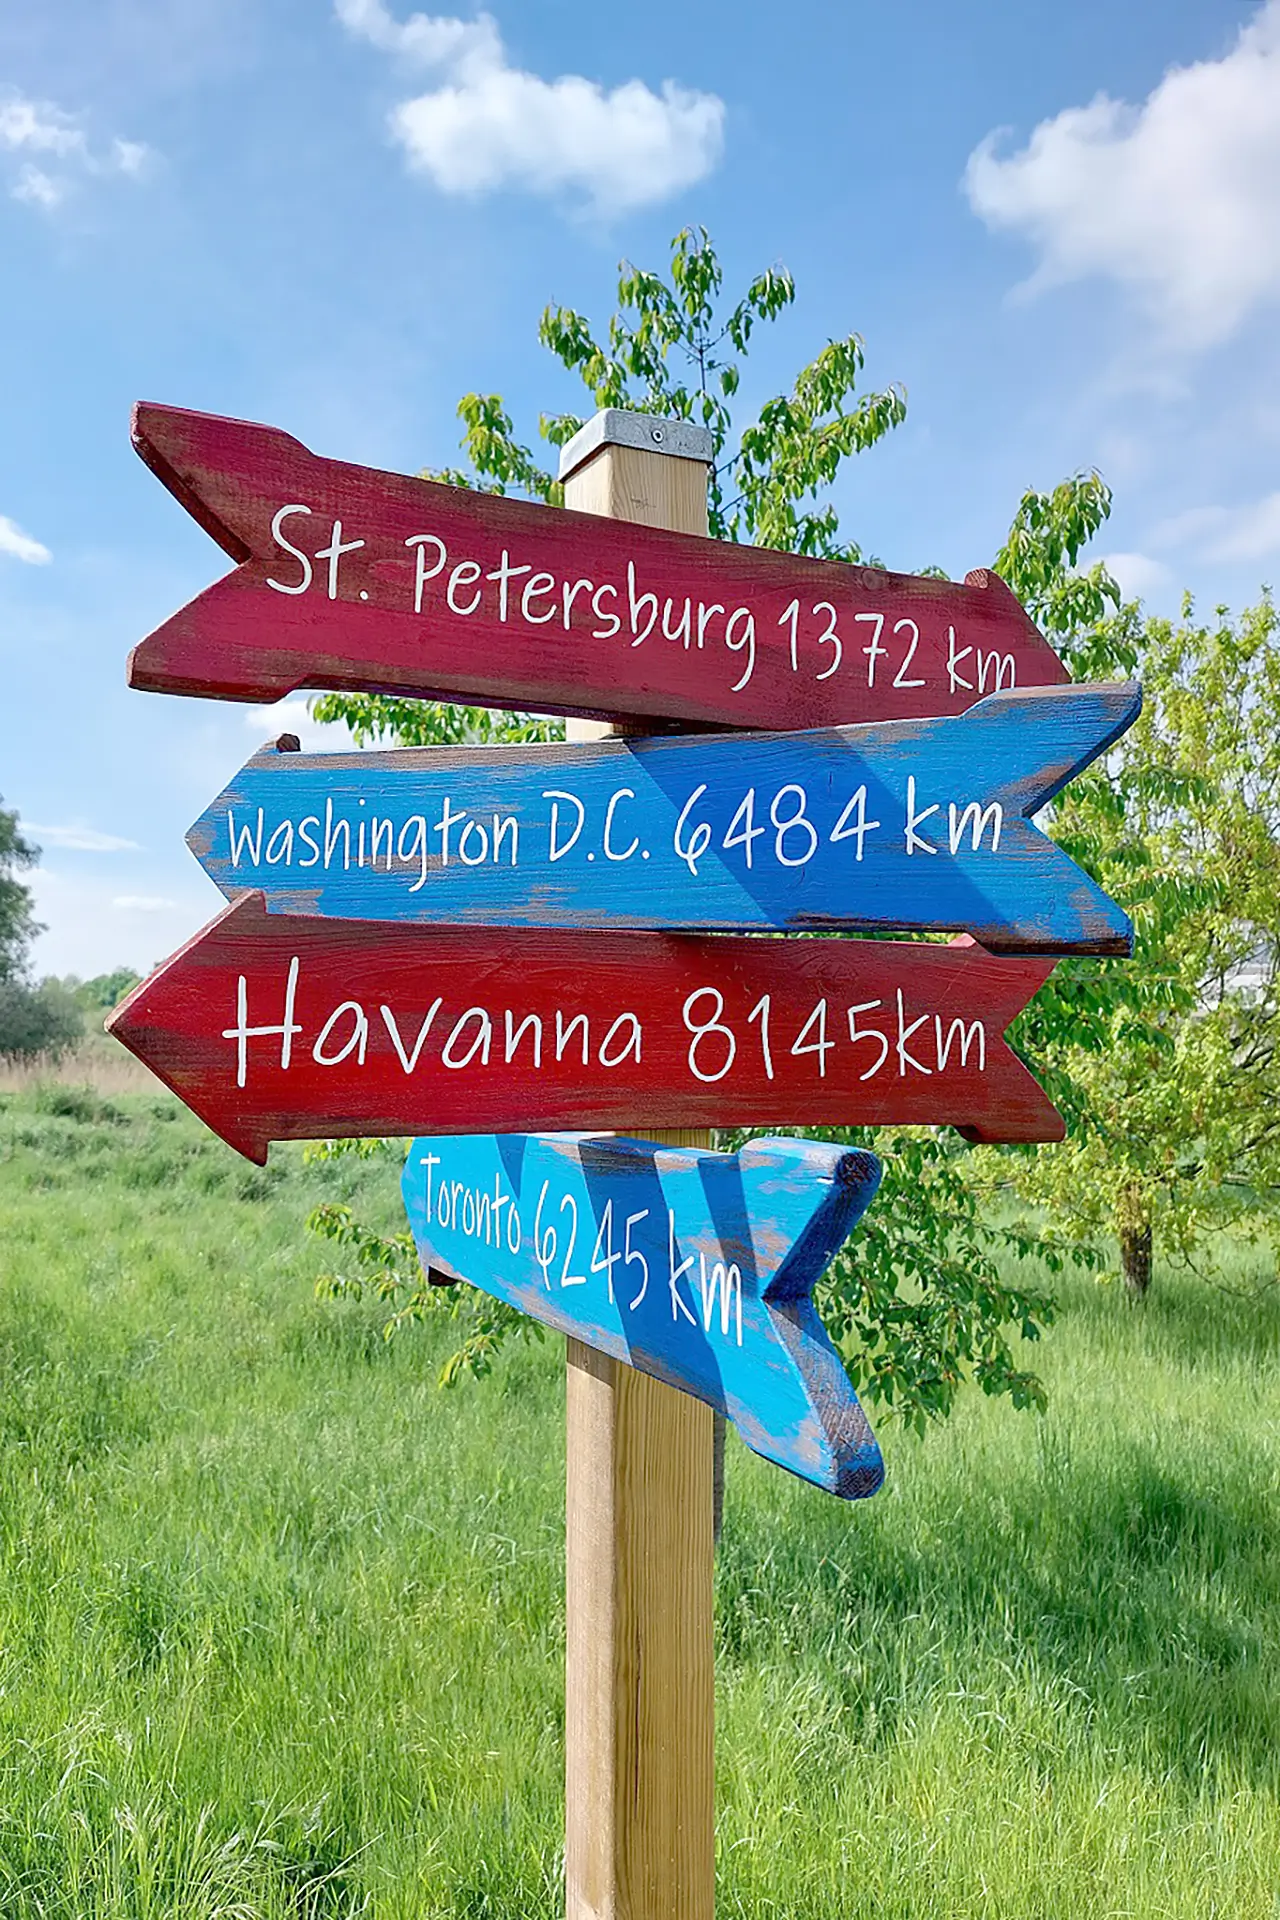 St. Petersburg 1372 km
Washington D.C. 6484 km
Havanna 8145km
Toronto 6245 km